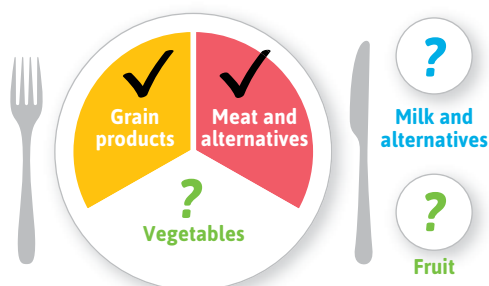 Grain
products
Meat and
alternatives
?
Vegetables
?
Milk and
alternatives
?
Fruit